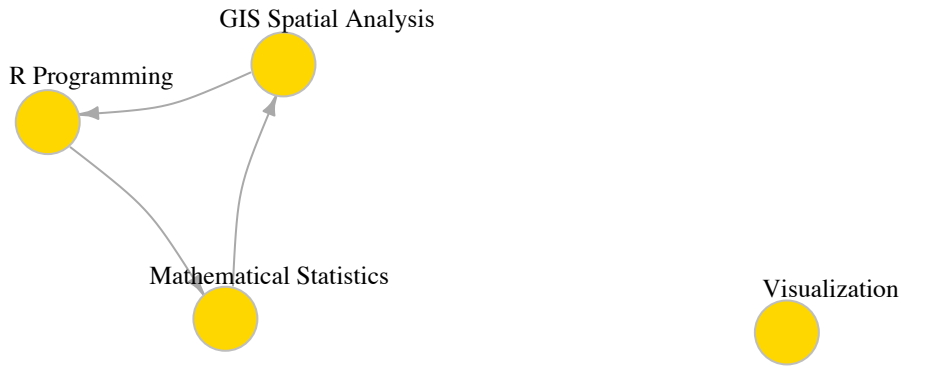 GIS Spatial Analysis
R Programming
Mathematical Statistics
Visualization